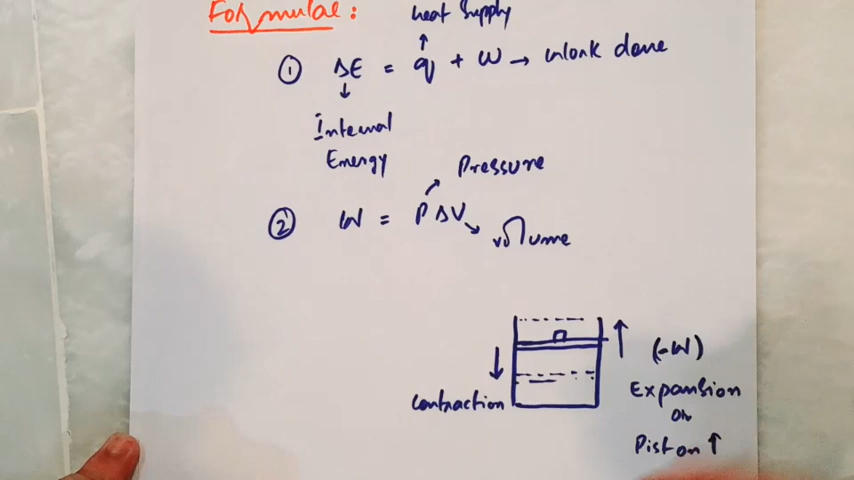 Formulae:
heat supply
① ΔE = q + W → Work done
Internal
Energy
Pressure
② W = PΔV
volume
(-W)
Contraction
Expansion
or
Piston ↑